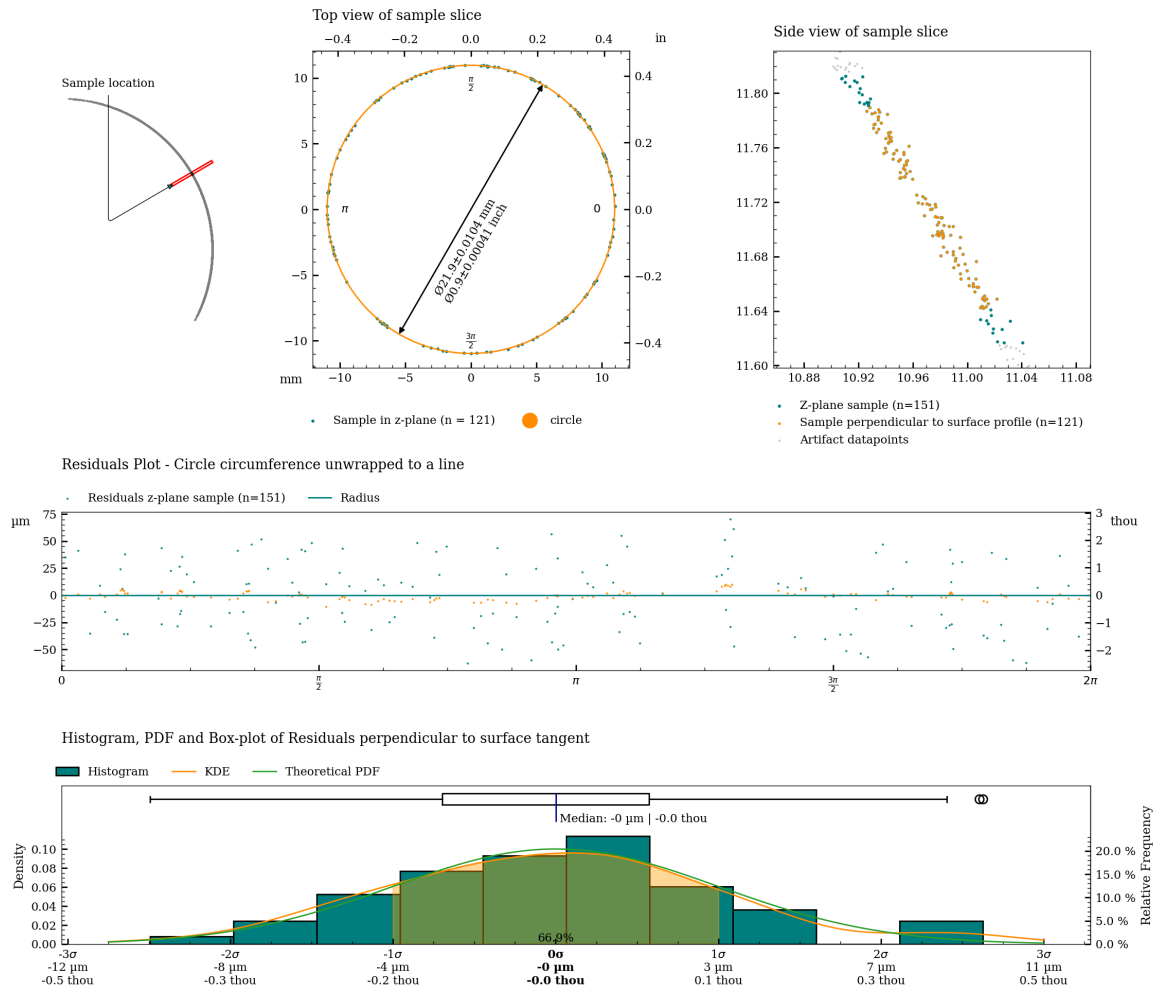 Top view of sample slice
−0.4 −0.2 0.0 0.2 0.4 in
Side view of sample slice
Sample location
10
5
0
−5
−10
mm
−10 −5 0 5 10
0.4
0.2
0.0
−0.2
−0.4
π/2
π
0
3π/2
Ø21.9±0.0104 mm
Ø0.9±0.00041 inch
Sample in z-plane (n = 121) circle
11.80
11.76
11.72
11.68
11.64
11.60
10.88 10.92 10.96 11.00 11.04 11.08
Z-plane sample (n=151)
Sample perpendicular to surface profile (n=121)
Artifact datapoints
Residuals Plot - Circle circumference unwrapped to a line
Residuals z-plane sample (n=151) Radius
µm
75
50
25
0
−25
−50
3 thou
2
1
0
−1
−2
0 π/2 π 3π/2 2π
Histogram, PDF and Box-plot of Residuals perpendicular to surface tangent
Histogram KDE Theoretical PDF
Median: -0 µm | -0.0 thou
Density
0.10
0.08
0.06
0.04
0.02
0.00
Relative Frequency
20.0 %
15.0 %
10.0 %
5.0 %
0.0 %
66.9%
-3σ -2σ -1σ 0σ 1σ 2σ 3σ
-12 µm -8 µm -4 µm -0 µm 3 µm 7 µm 11 µm
-0.5 thou -0.3 thou -0.2 thou -0.0 thou 0.1 thou 0.3 thou 0.5 thou